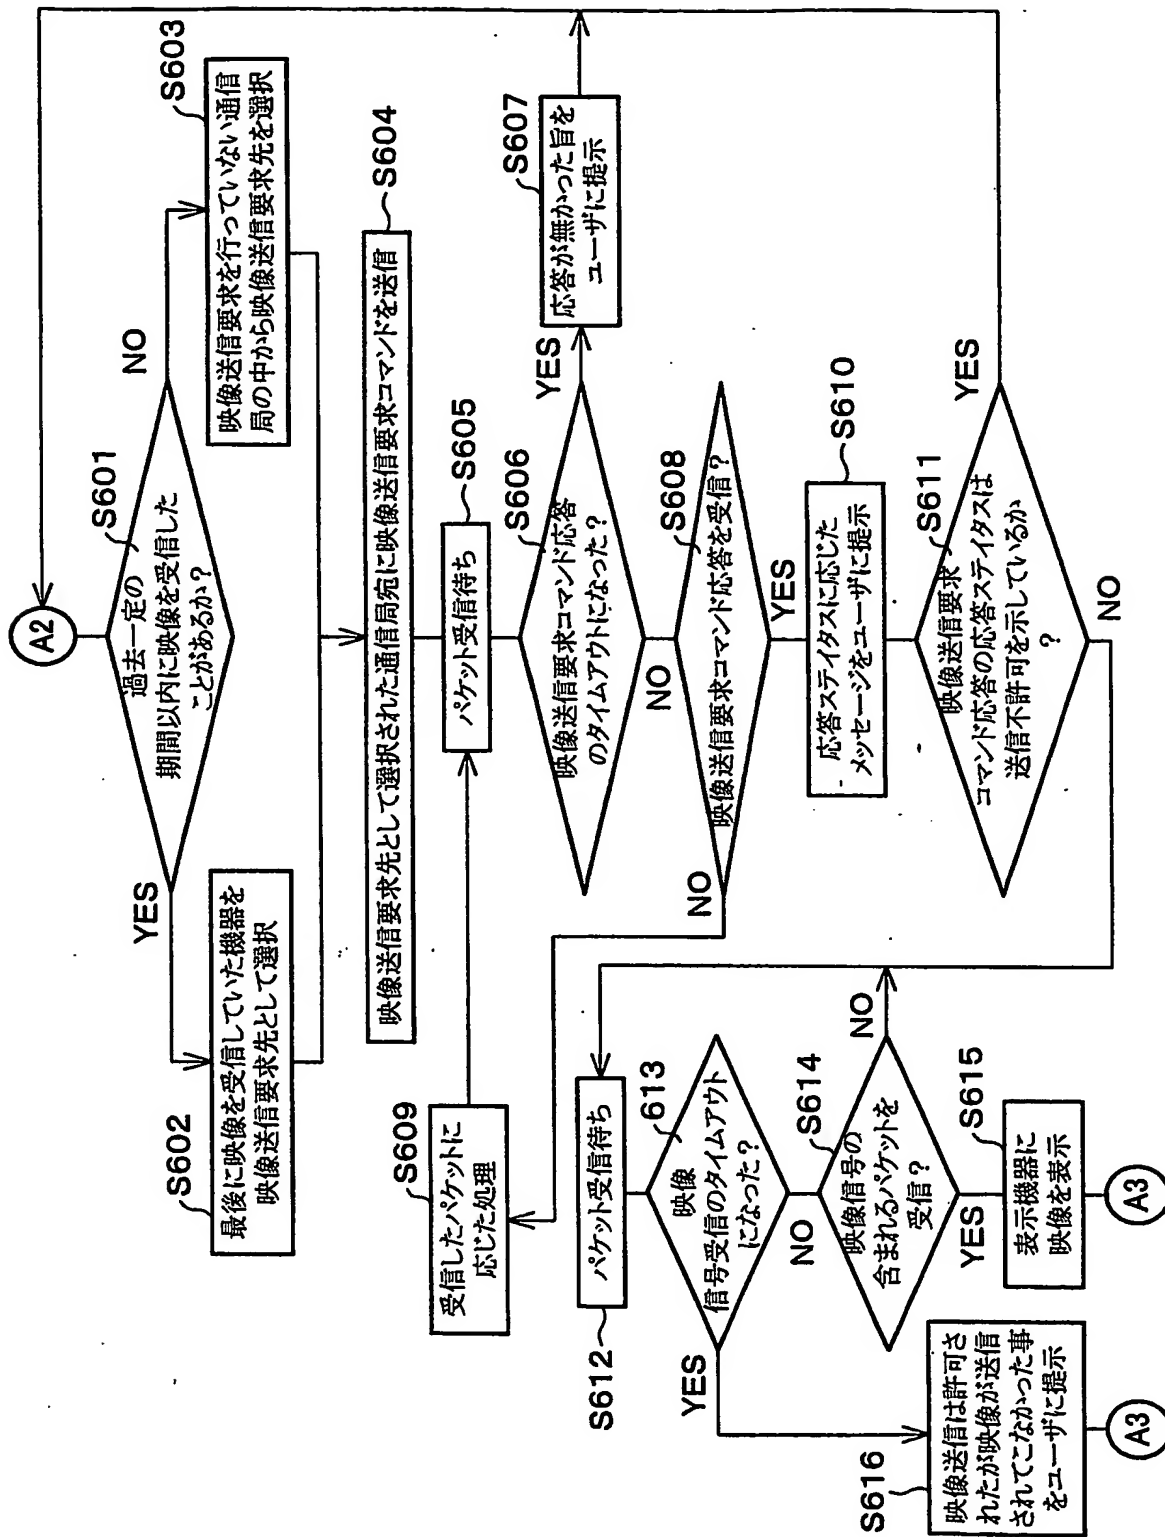 A2
S601
過去一定の
期間以内に映像を受信した
ことがあるか?
YES
NO
S602
最後に映像を受信していた機器を
映像送信要求先として選択
S603
映像送信要求を行っていない通信
局の中から映像送信要求先を選択
S604
映像送信要求先として選択された通信局宛に映像送信要求コマンドを送信
S605
パケット受信待ち
S606
映像送信要求コマンド応答
のタイムアウトになった?
YES
NO
S607
応答が無かった旨を
ユーザに提示
S608
映像送信要求コマンド応答を受信?
NO
YES
S609
受信したパケットに
応じた処理
S610
応答ステイタスに応じた
メッセージをユーザに提示
S611
映像送信要求
コマンド応答の応答ステイタスは
送信不許可を示しているか
?
YES
NO
S612
パケット受信待ち
613
映像
信号受信のタイムアウト
になった?
YES
NO
S614
映像信号の
含まれるパケットを
受信?
NO
YES
S615
表示機器に
映像を表示
A3
S616
映像送信は許可さ
れたが映像が送信
されてこなかった事
をユーザに提示
A3